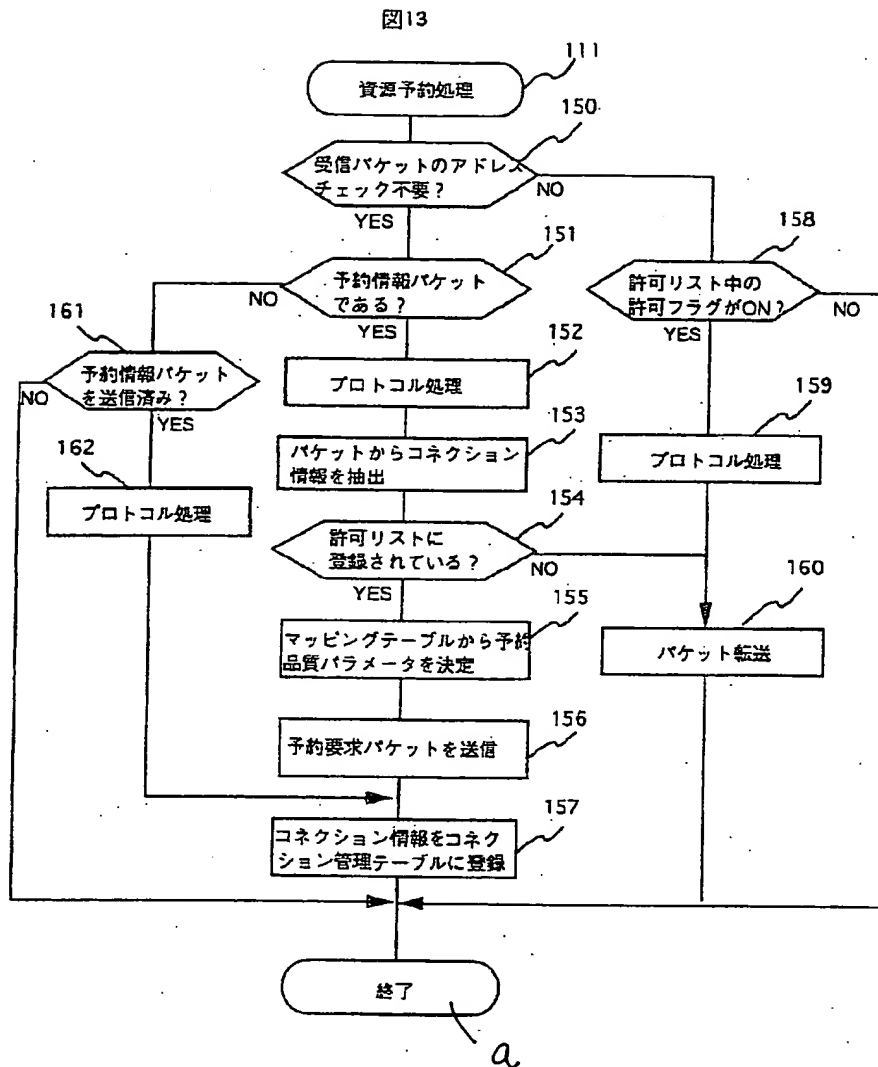 図13
資源予約処理
111
150
受信パケットのアドレス
チェック不要？
NO
YES
151
158
予約情報パケット
である？
NO
YES
許可リスト中の
許可フラグがON？
NO
YES
161
予約情報パケット
を送信済み？
NO
YES
152
プロトコル処理
153
パケットからコネクション
情報を抽出
159
プロトコル処理
162
プロトコル処理
154
許可リストに
登録されている？
NO
YES
155
マッピングテーブルから予約
品質パラメータを決定
160
パケット転送
156
予約要求パケットを送信
157
コネクション情報をコネク
ション管理テーブルに登録
終了
a